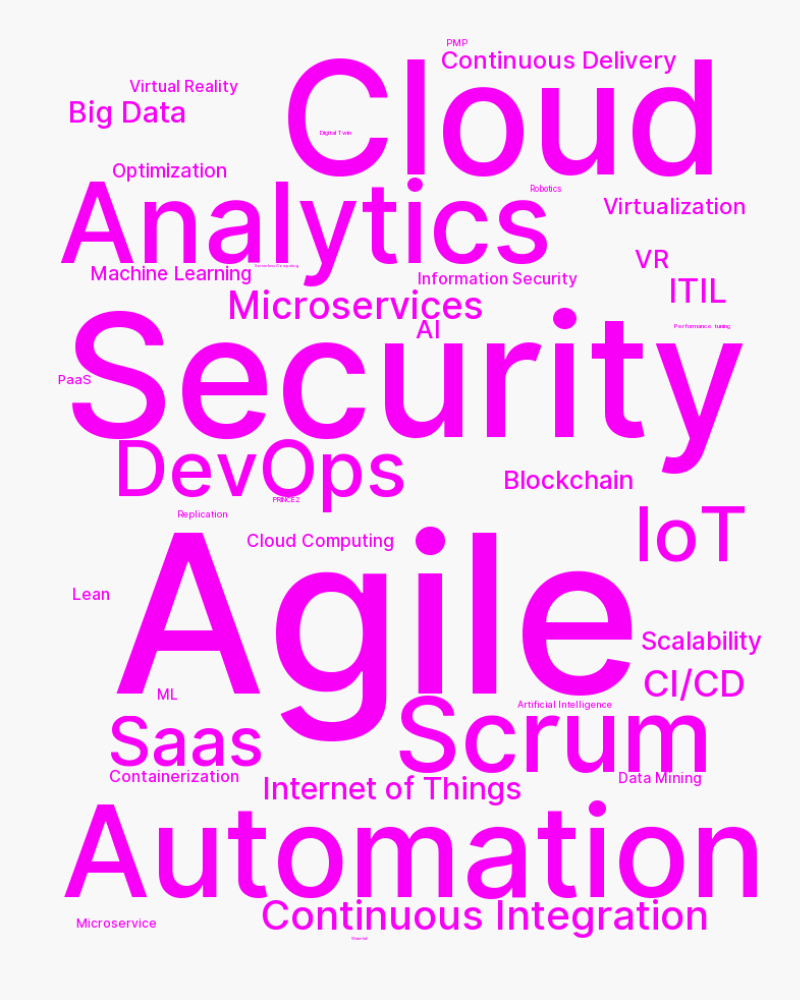 PMP
Continuous Delivery
Cloud
Virtual Reality
Big Data
Digital Twin
Optimization
Analytics
Robotics
Virtualization
VR
Machine Learning
Information Security
ITIL
Microservices
AI
Performance tuning
Security
PaaS
DevOps
Blockchain
PRINCE2
Replication
IoT
Cloud Computing
Agile
Lean
Scalability
CI/CD
ML
Artificial Intelligence
Saas
Scrum
Containerization
Data Mining
Internet of Things
Automation
Continuous Integration
Microservice